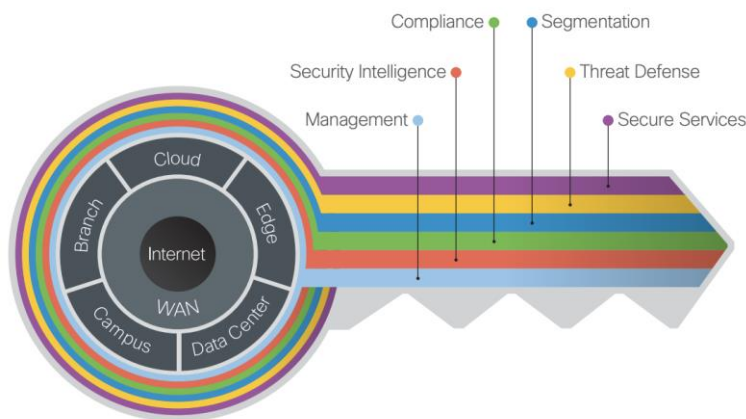 Compliance
Segmentation
Security Intelligence
Threat Defense
Management
Secure Services
Cloud
Branch
Edge
Internet
WAN
Campus
Data Center